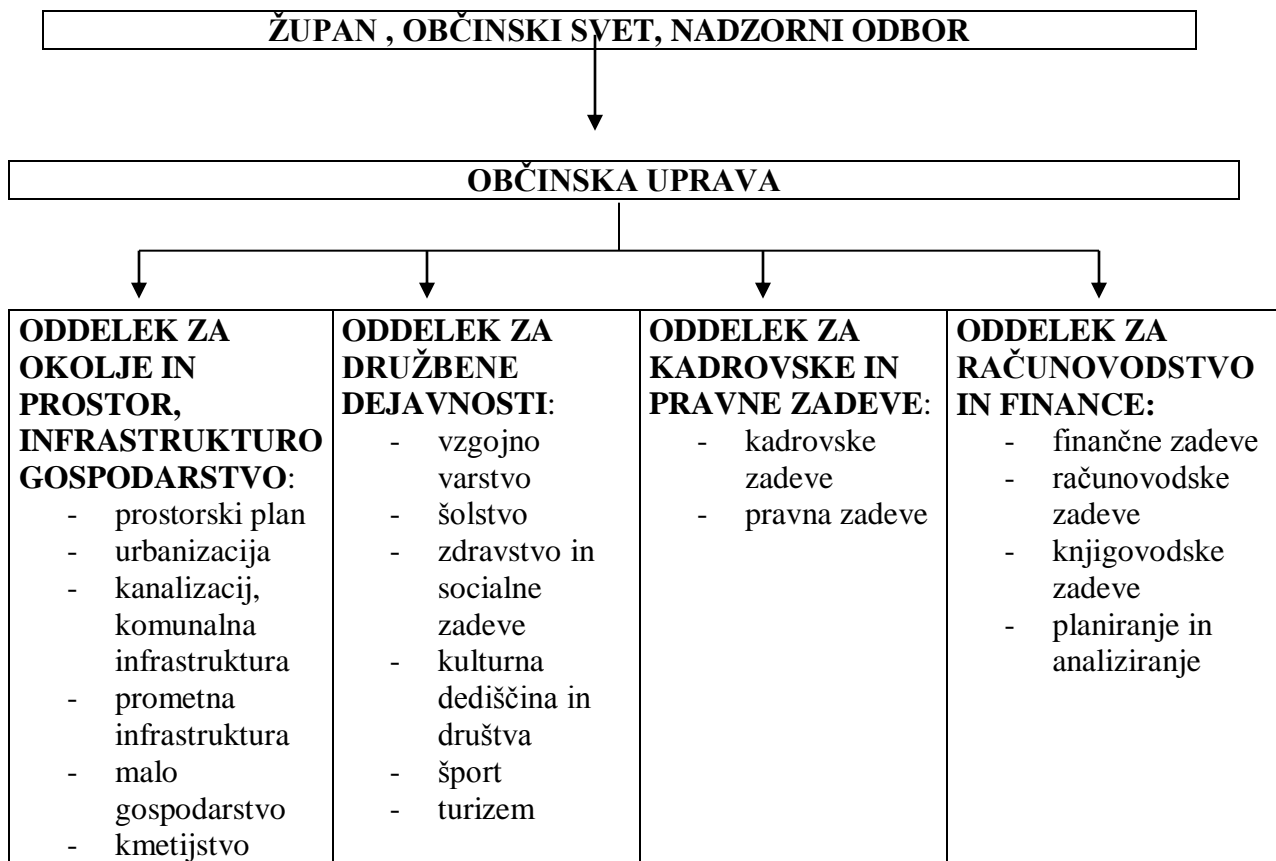 ŽUPAN , OBČINSKI SVET, NADZORNI ODBOR
OBČINSKA UPRAVA
ODDELEK ZA
OKOLJE IN
PROSTOR,
INFRASTRUKTURO
GOSPODARSTVO:
- prostorski plan
- urbanizacija
- kanalizacij,
komunalna
infrastruktura
- prometna
infrastruktura
- malo
gospodarstvo
- kmetijstvo
ODDELEK ZA
DRUŽBENE
DEJAVNOSTI:
- vzgojno
varstvo
- šolstvo
- zdravstvo in
socialne
zadeve
- kulturna
dediščina in
društva
- šport
- turizem
ODDELEK ZA
KADROVSKE IN
PRAVNE ZADEVE:
- kadrovske
zadeve
- pravna zadeve
ODDELEK ZA
RAČUNOVODSTVO
IN FINANCE:
- finančne zadeve
- računovodske
zadeve
- knjigovodske
zadeve
- planiranje in
analiziranje